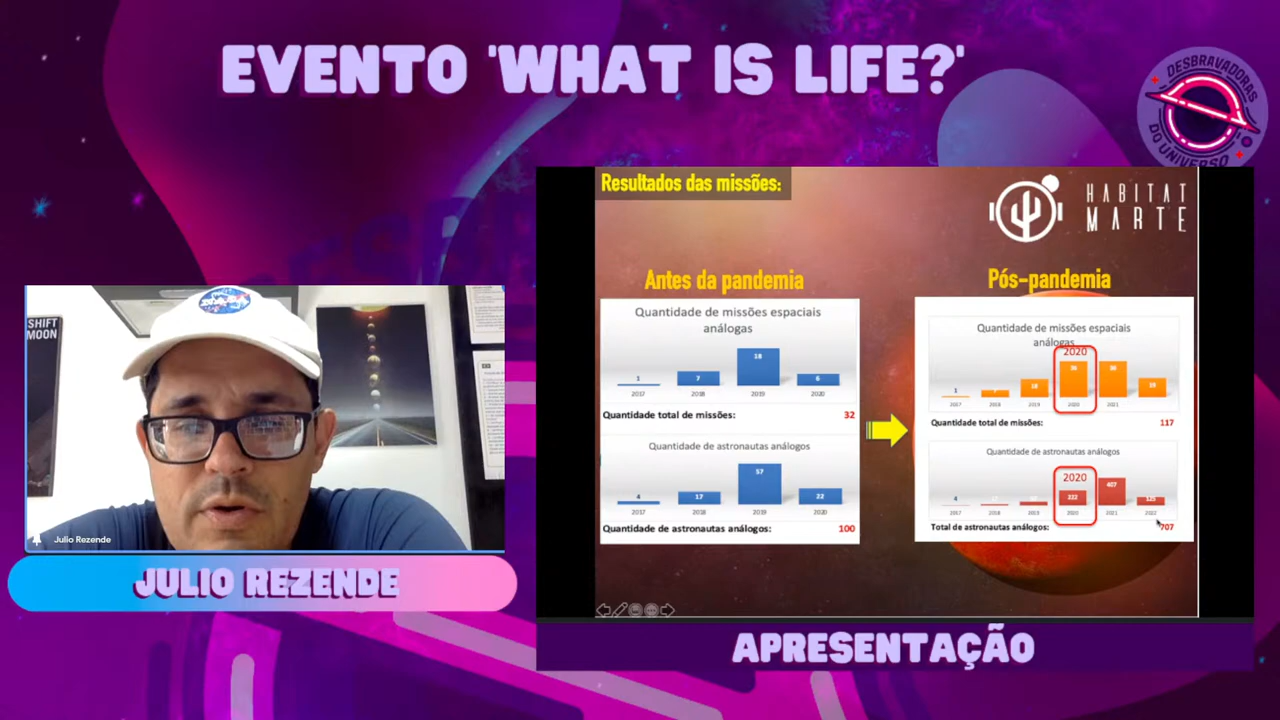 EVENTO 'WHAT IS LIFE?'
DESBRAVADORAS
DO UNIVERSO
Resultados das missões:
HABITAT
MARTE
Antes da pandemia
Pós-pandemia
Quantidade de missões espaciais
análogas
1
7
18
6
2017
2018
2019
2020
Quantidade total de missões:
32
Quantidade de astronautas análogos
4
17
57
22
2017
2018
2019
2020
Quantidade de astronautas análogos:
100
Quantidade de missões espaciais
análogas
2020
1
7
18
36
2017
2018
2019
2020
2021
Quantidade total de missões:
117
Quantidade de astronautas análogos
2020
4
407
2017
2018
2019
2020
2021
2022
Total de astronautas análogos:
707
SHIFT
MOON
Julio Rezende
JULIO REZENDE
APRESENTAÇÃO